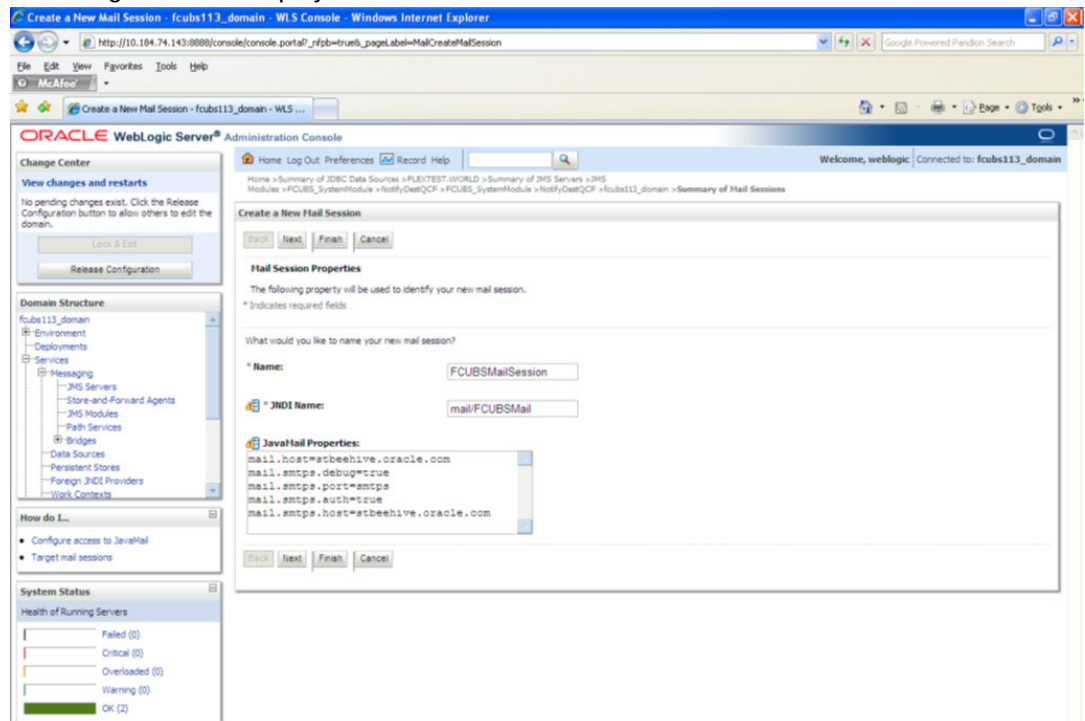 Create a New Mail Session - fcubs113_domain - WLS Console - Windows Internet Explorer
http://10.184.74.143:8888/console/console.portal?_nfpb=true&_pageLabel=MailCreateMailSession
Google Powered Pandion Search
File Edit View Favorites Tools Help
McAfee
Create a New Mail Session - fcubs113_domain - WLS ...
Page Tools
ORACLE WebLogic Server® Administration Console
Change Center
View changes and restarts
No pending changes exist. Click the Release
Configuration button to allow others to edit the
domain.
Lock & Edit
Release Configuration
Domain Structure
fcubs113_domain
Environment
Deployments
Services
Messaging
JMS Servers
Store-and-Forward Agents
JMS Modules
Path Services
Bridges
Data Sources
Persistent Stores
Foreign JNDI Providers
Work Contexts
How do I...
Configure access to JavaMail
Target mail sessions
System Status
Health of Running Servers
Failed (0)
Critical (0)
Overloaded (0)
Warning (0)
OK (2)
Home Log Out Preferences Record Help
Welcome, weblogic Connected to: fcubs113_domain
Home >Summary of JDBC Data Sources >FLEXTEST.WORLD >Summary of JMS Servers >JMS
Modules >FCUBS_SystemModule >NotifyDestQCF >FCUBS_SystemModule >NotifyDestQCF >fcubs113_domain >Summary of Mail Sessions
Create a New Mail Session
Back Next Finish Cancel
Mail Session Properties
The following property will be used to identify your new mail session.
* Indicates required fields
What would you like to name your new mail session?
* Name: FCUBSMailSession
* JNDI Name: mail/FCUBSMail
JavaMail Properties:
mail.host=stbeehive.oracle.com
mail.smtps.debug=true
mail.smtps.port=smtps
mail.smtps.auth=true
mail.smtps.host=stbeehive.oracle.com
Back Next Finish Cancel